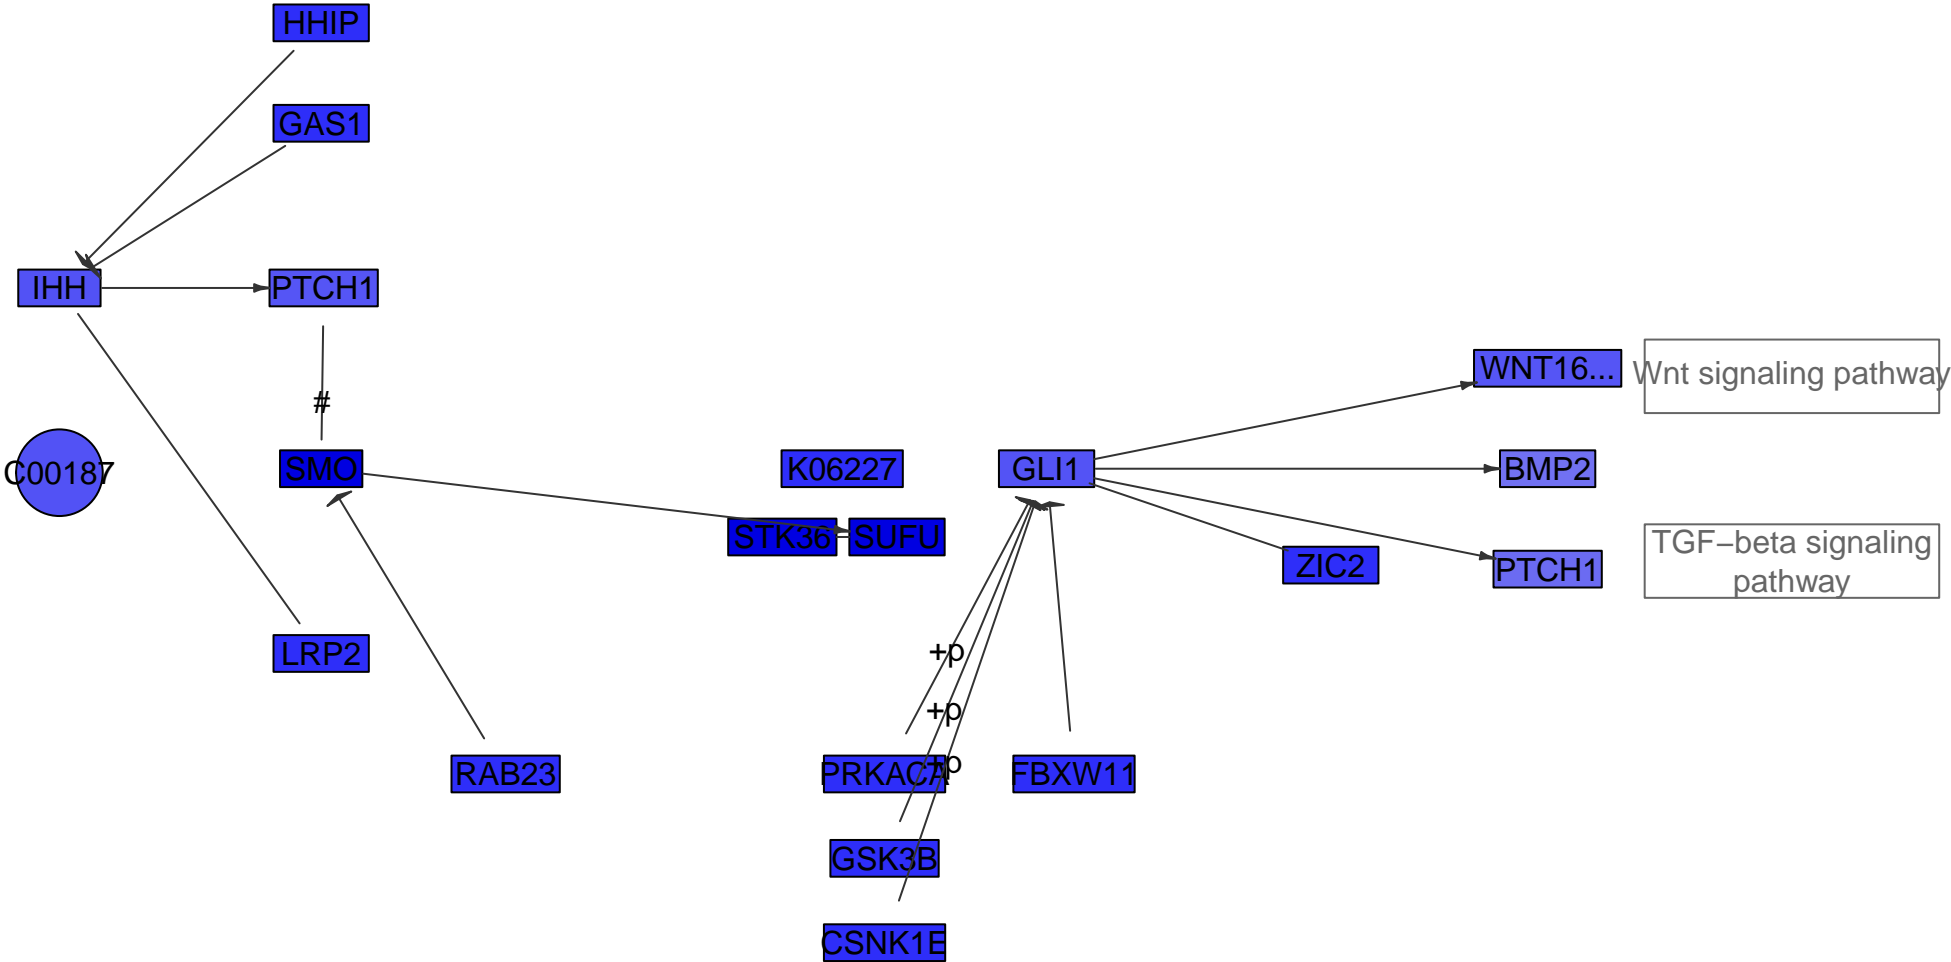 HHIP
GAS1
IHH
PTCH1
WNT16...
Wnt signaling pathway
#
C00187
SMO
K06227
GLI1
BMP2
STK36
SUFU
ZIC2
PTCH1
TGF−beta signaling
pathway
LRP2
+p
+p
+p
RAB23
PRKACA
FBXW11
GSK3B
CSNK1E